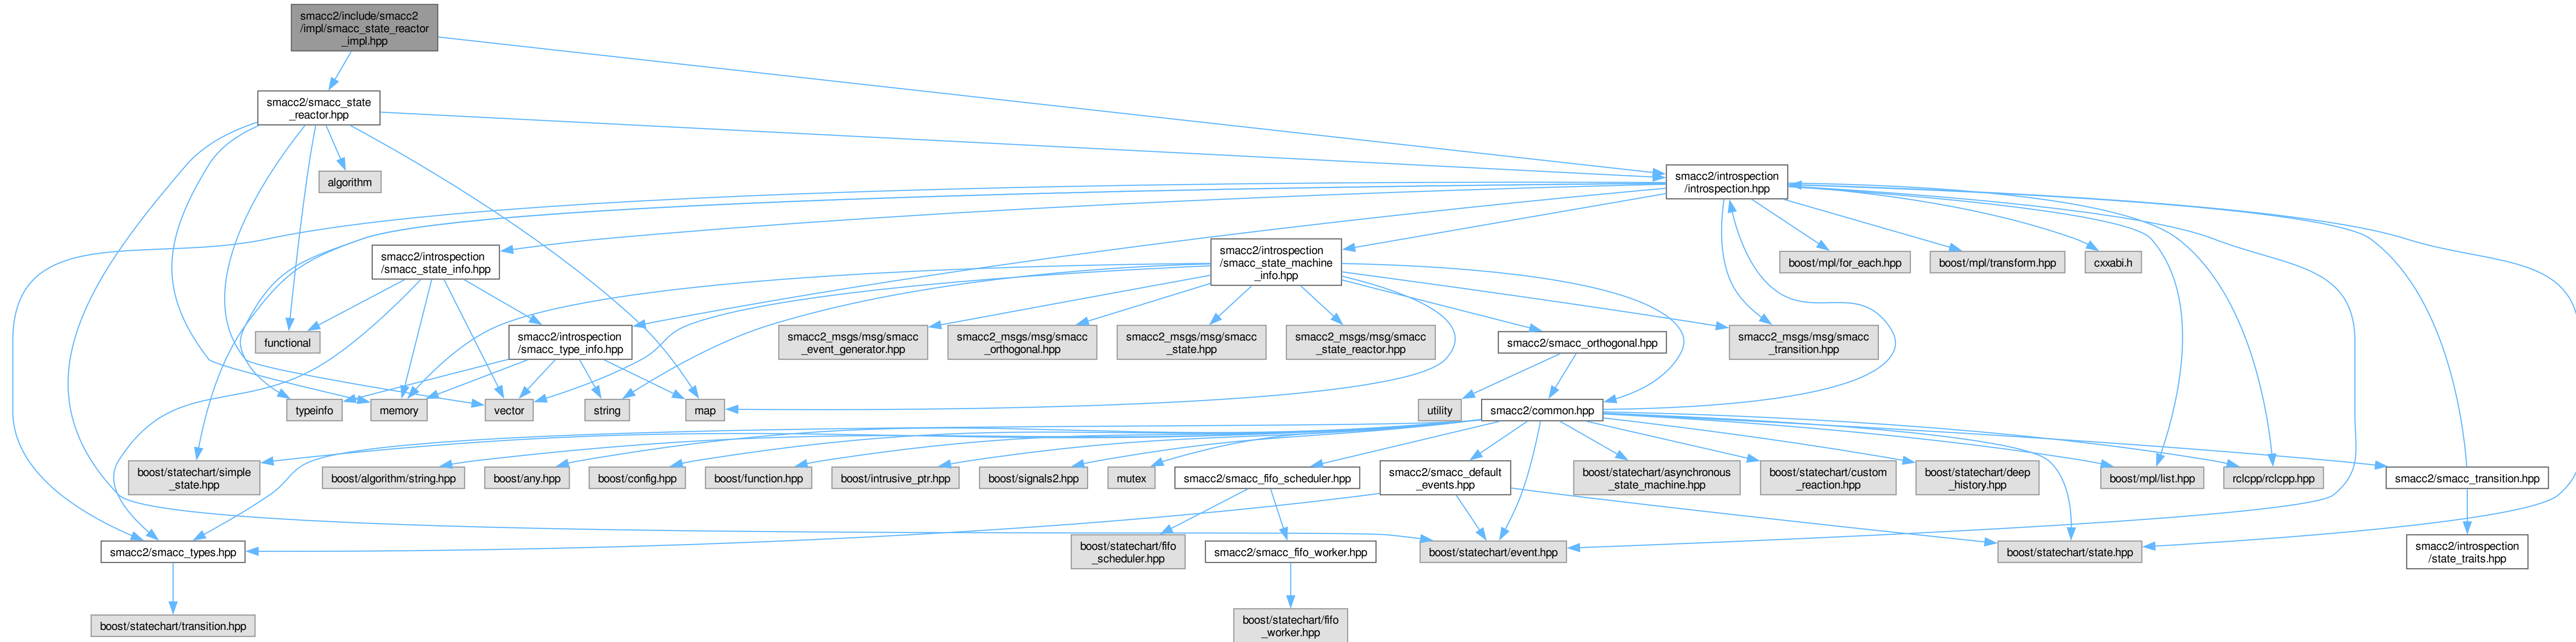 smacc2/include/smacc2
/impl/smacc_state_reactor
_impl.hpp
smacc2/smacc_state
_reactor.hpp
algorithm
smacc2/introspection
/introspection.hpp
smacc2/introspection
/smacc_state_info.hpp
smacc2/introspection
/smacc_state_machine
_info.hpp
boost/mpl/for_each.hpp
boost/mpl/transform.hpp
cxxabi.h
functional
smacc2/introspection
/smacc_type_info.hpp
smacc2_msgs/msg/smacc
_event_generator.hpp
smacc2_msgs/msg/smacc
_orthogonal.hpp
smacc2_msgs/msg/smacc
_state.hpp
smacc2_msgs/msg/smacc
_state_reactor.hpp
smacc2/smacc_orthogonal.hpp
smacc2_msgs/msg/smacc
_transition.hpp
typeinfo
memory
vector
string
map
utility
smacc2/common.hpp
boost/statechart/simple
_state.hpp
boost/algorithm/string.hpp
boost/any.hpp
boost/config.hpp
boost/function.hpp
boost/intrusive_ptr.hpp
boost/signals2.hpp
mutex
smacc2/smacc_fifo_scheduler.hpp
smacc2/smacc_default
_events.hpp
boost/statechart/asynchronous
_state_machine.hpp
boost/statechart/custom
_reaction.hpp
boost/statechart/deep
_history.hpp
boost/mpl/list.hpp
rclcpp/rclcpp.hpp
smacc2/smacc_transition.hpp
smacc2/smacc_types.hpp
boost/statechart/fifo
_scheduler.hpp
smacc2/smacc_fifo_worker.hpp
boost/statechart/event.hpp
boost/statechart/state.hpp
smacc2/introspection
/state_traits.hpp
boost/statechart/transition.hpp
boost/statechart/fifo
_worker.hpp